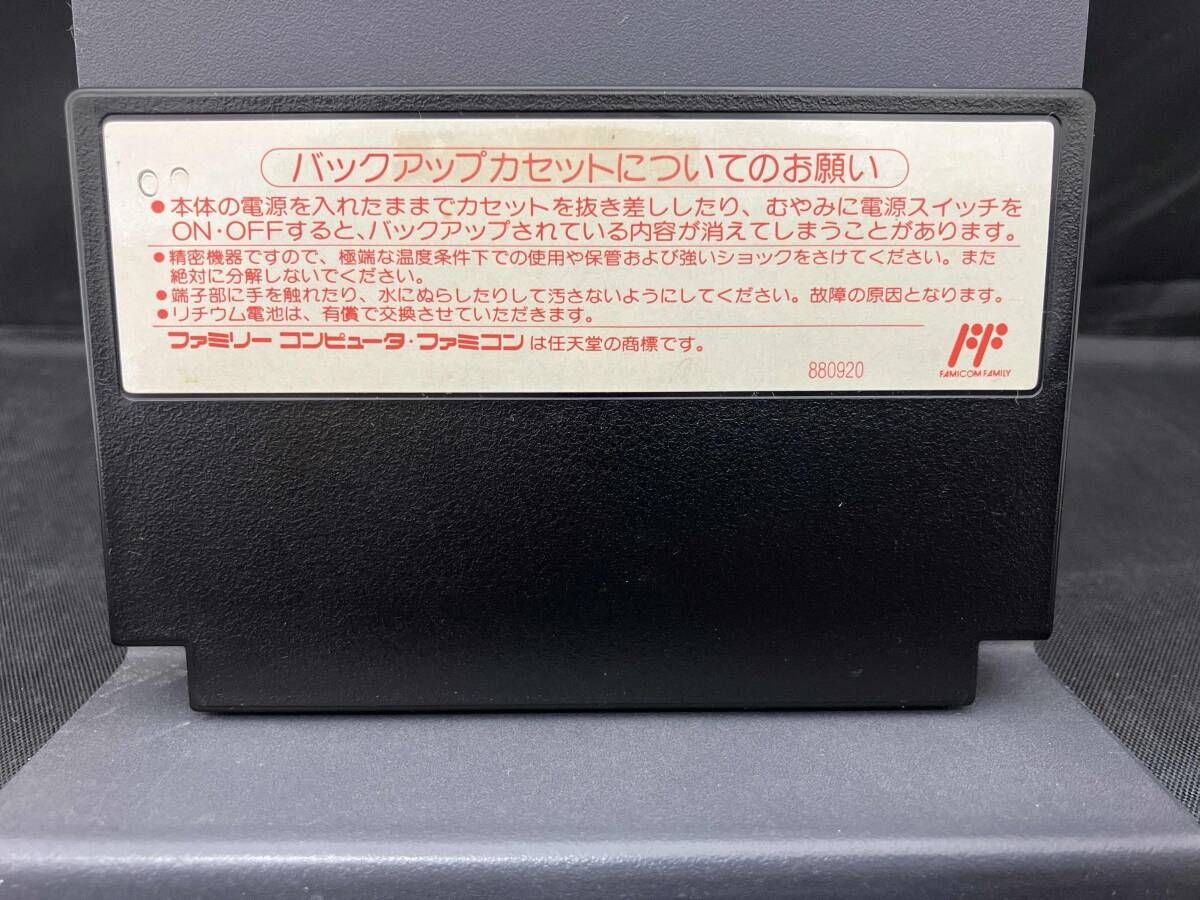 バックアップカセットについてのお願い
●本体の電源を入れたままでカセットを抜き差ししたり、むやみに電源スイッチを
ON・OFFすると、バックアップされている内容が消えてしまうことがあります。
●精密機器ですので、極端な温度条件下での使用や保管および強いショックをさけてください。また
絶対に分解しないでください。
●端子部に手を触れたり、水にぬらしたりして汚さないようにしてください。故障の原因となります。
●リチウム電池は、有償で交換させていただきます。
ファミリー コンピュータ・ファミコンは任天堂の商標です。
880920
FAMICOM FAMILY